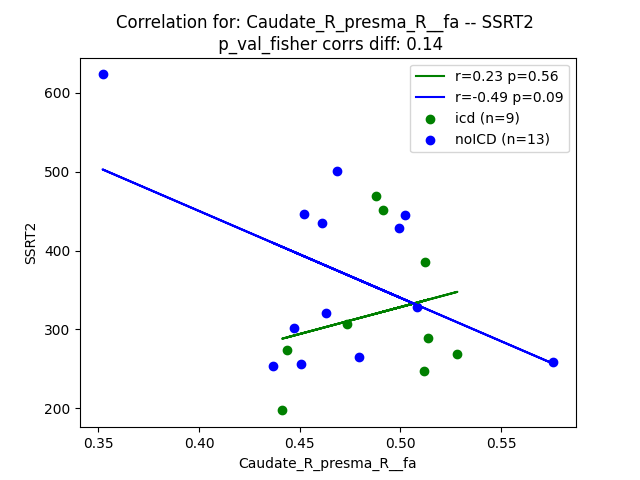 Correlation for: Caudate_R_presma_R__fa -- SSRT2
p_val_fisher corrs diff: 0.14
r=0.23 p=0.56
r=-0.49 p=0.09
icd (n=9)
noICD (n=13)
600
500
400
300
200
SSRT2
0.35
0.40
0.45
0.50
0.55
Caudate_R_presma_R__fa